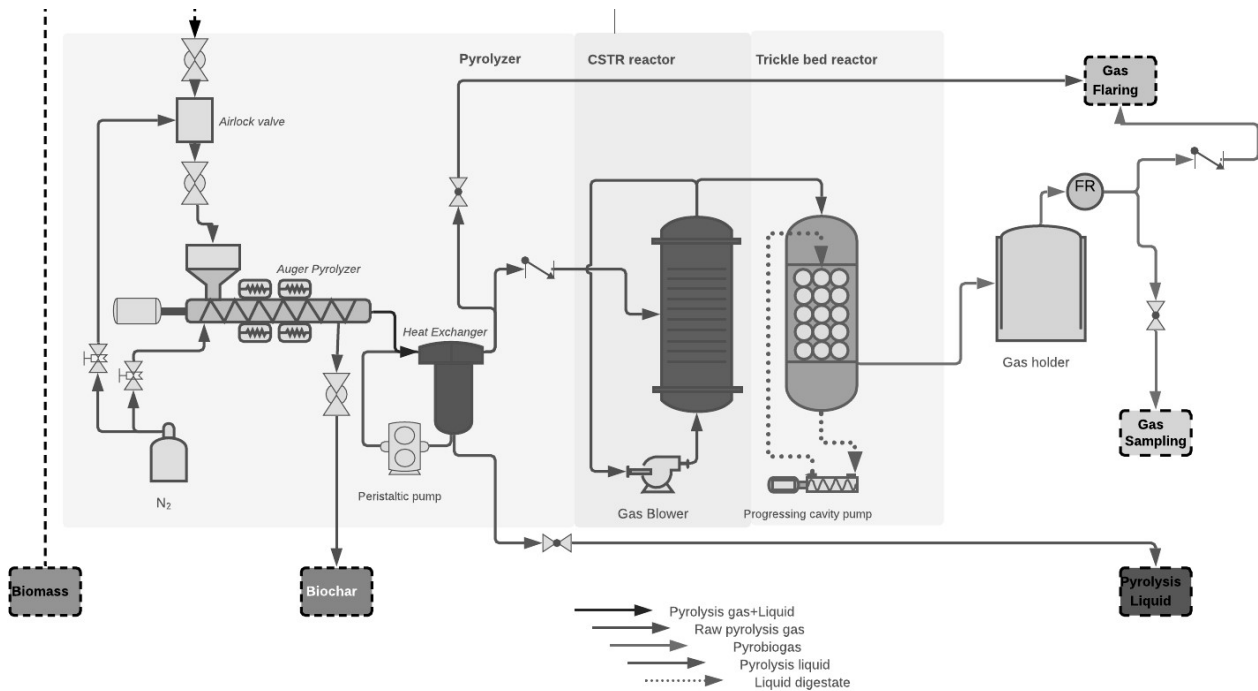 Pyrolyzer
CSTR reactor
Trickle bed reactor
Gas
Flaring
Airlock valve
FR
Auger Pyrolyzer
Heat Exchanger
Gas holder
Gas
Sampling
N₂
Peristaltic pump
Gas Blower
Progressing cavity pump
Biomass
Biochar
Pyrolysis
Liquid
Pyrolysis gas+Liquid
Raw pyrolysis gas
Pyrobiogas
Pyrolysis liquid
Liquid digestate